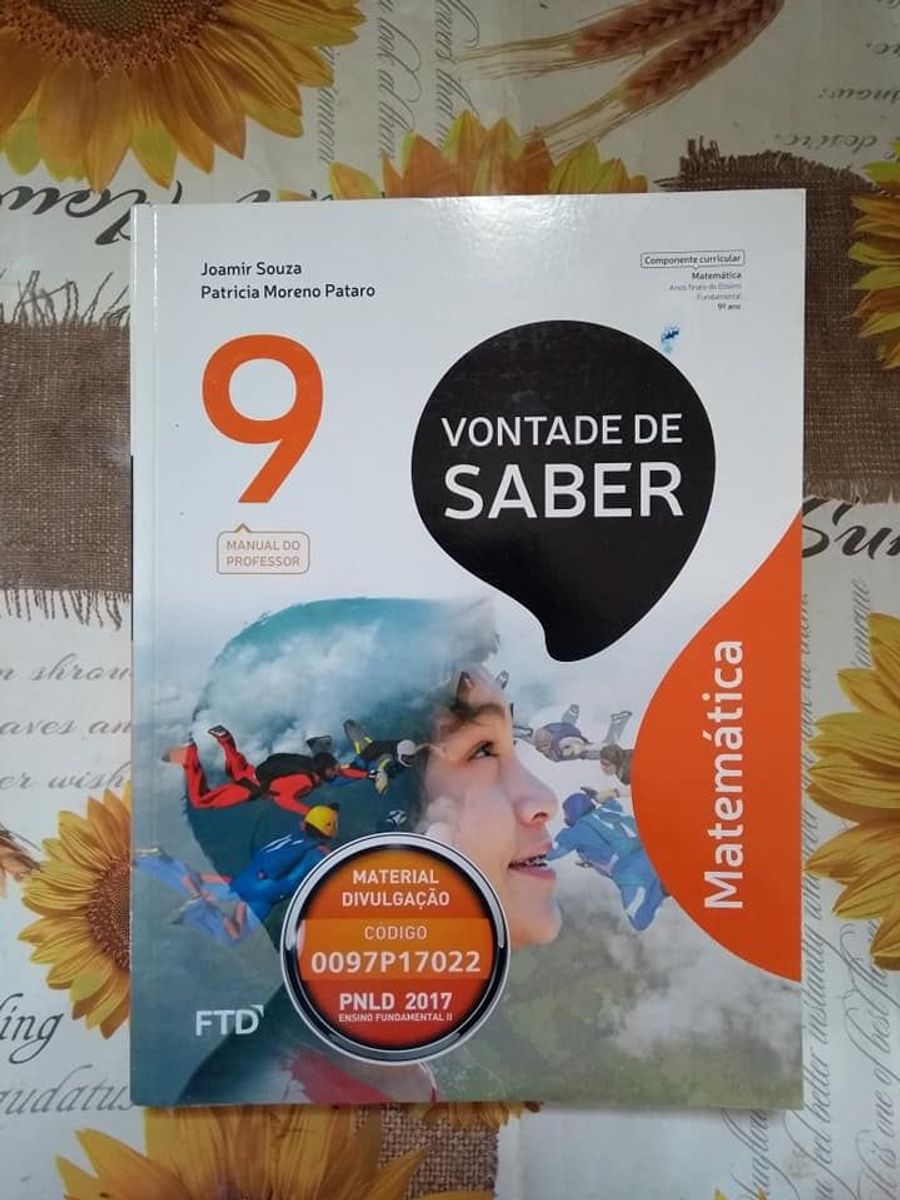 Joamir Souza
Patricia Moreno Pataro
Componente curricular
Matemática
Anos finais do Ensino
Fundamental
9º ano
9
MANUAL DO
PROFESSOR
VONTADE DE
SABER
Matemática
MATERIAL
DIVULGAÇÃO
CÓDIGO
0097P17022
PNLD 2017
ENSINO FUNDAMENTAL II
FTD